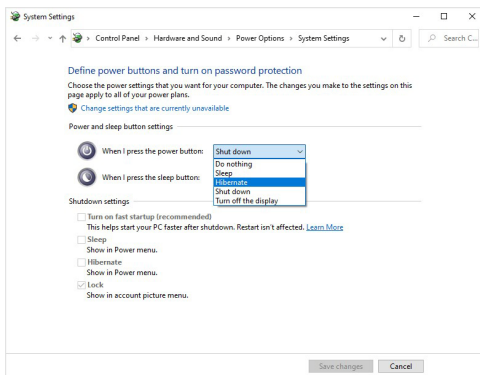 System Settings
Control Panel > Hardware and Sound > Power Options > System Settings
Search C...
Define power buttons and turn on password protection
Choose the power settings that you want for your computer. The changes you make to the settings on this
page apply to all of your power plans.
Change settings that are currently unavailable
Power and sleep button settings
When I press the power button:
Shut down
Do nothing
Sleep
When I press the sleep button:
Hibernate
Shut down
Turn off the display
Shutdown settings
Turn on fast startup (recommended)
This helps start your PC faster after shutdown. Restart isn't affected. Learn More
Sleep
Show in Power menu.
Hibernate
Show in Power menu.
Lock
Show in account picture menu.
Save changes
Cancel